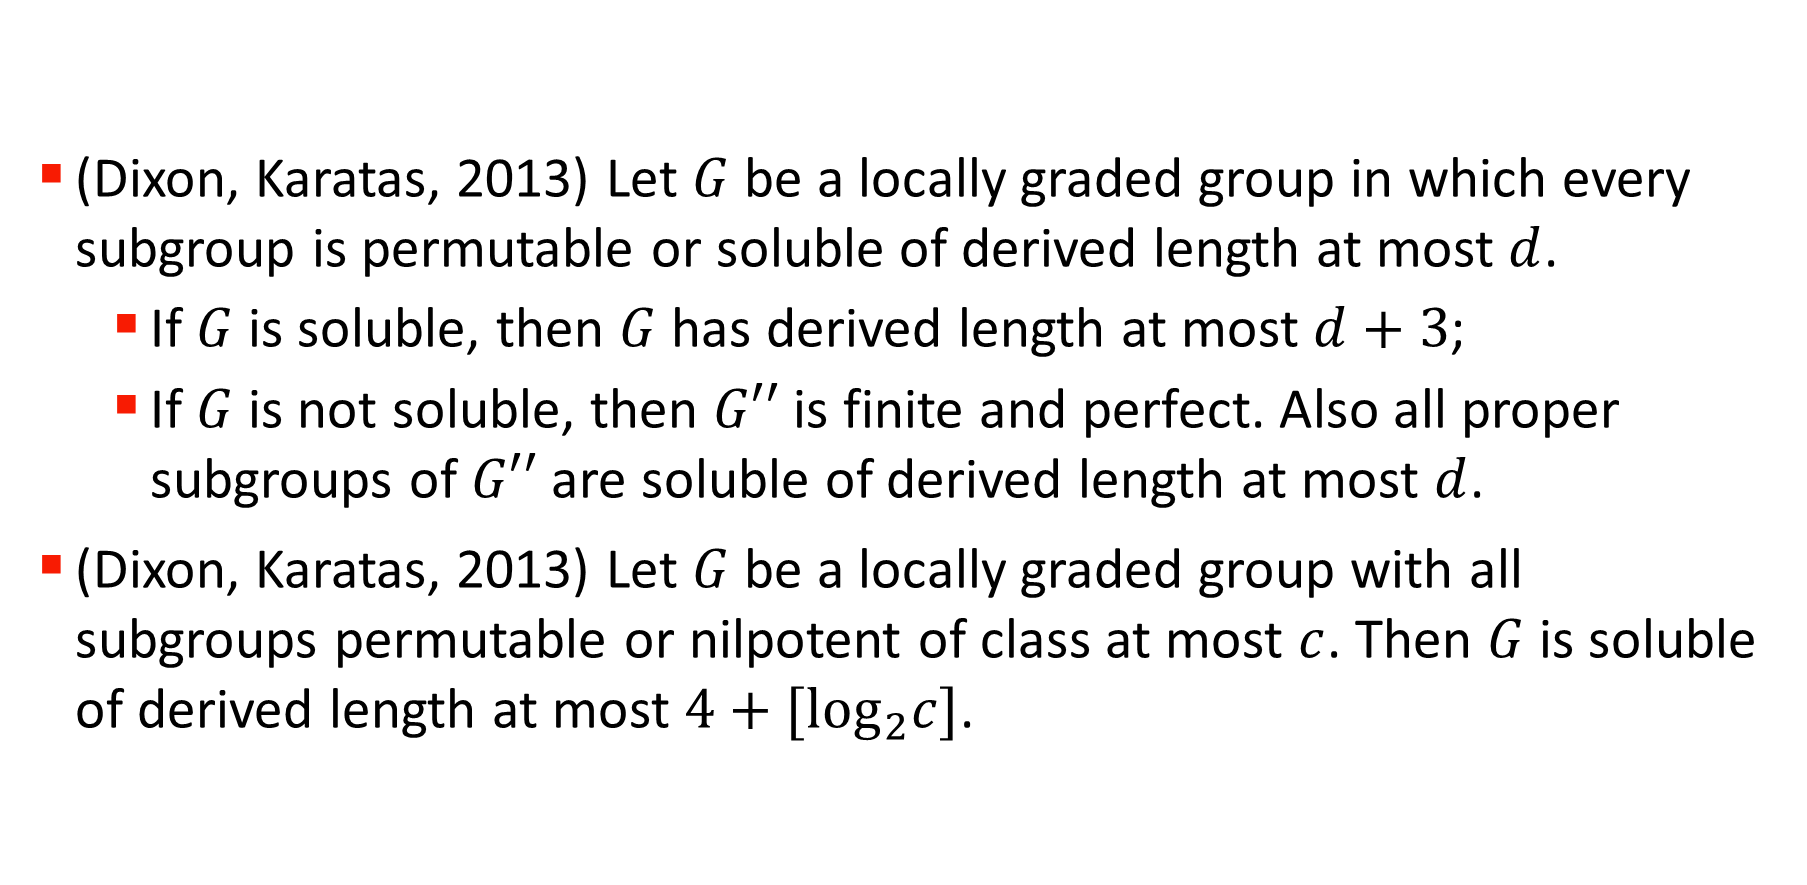 ▪ (Dixon, Karatas, 2013) Let 𝐺 be a locally graded group in which every
subgroup is permutable or soluble of derived length at most 𝑑.
▪ If 𝐺 is soluble, then 𝐺 has derived length at most 𝑑 + 3;
▪ If 𝐺 is not soluble, then 𝐺′′ is finite and perfect. Also all proper
subgroups of 𝐺′′ are soluble of derived length at most 𝑑.
▪ (Dixon, Karatas, 2013) Let 𝐺 be a locally graded group with all
subgroups permutable or nilpotent of class at most 𝑐. Then 𝐺 is soluble
of derived length at most 4 + [log₂𝑐].